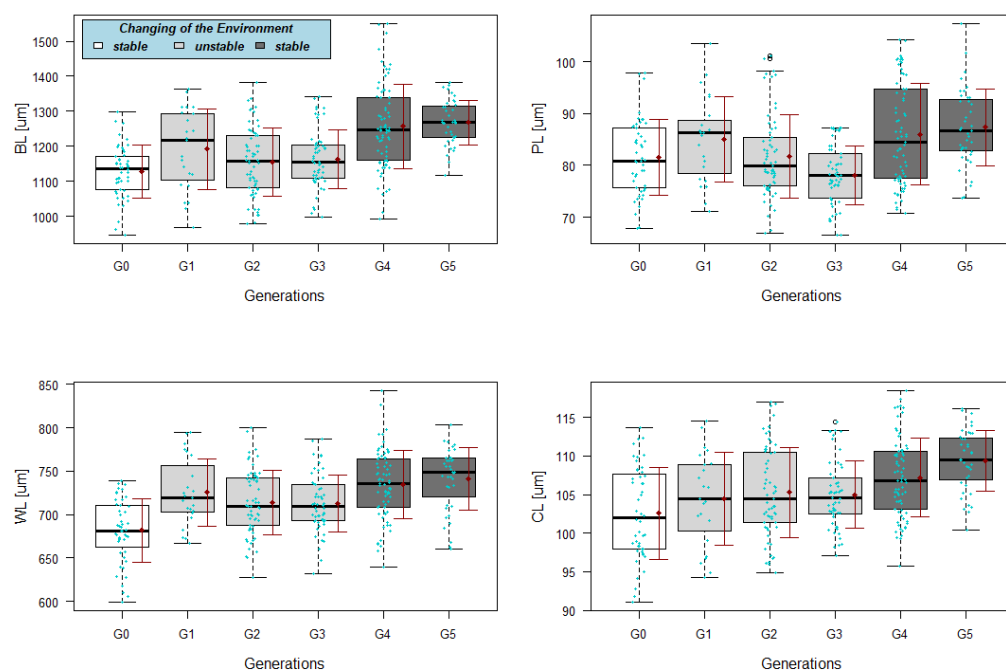 Changing of the Environment
stable unstable stable
BL [um]
1500
1400
1300
1200
1100
1000
G0 G1 G2 G3 G4 G5
Generations
PL [um]
100
90
80
70
G0 G1 G2 G3 G4 G5
Generations
WL [um]
850
800
750
700
650
600
G0 G1 G2 G3 G4 G5
Generations
CL [um]
115
110
105
100
95
90
G0 G1 G2 G3 G4 G5
Generations